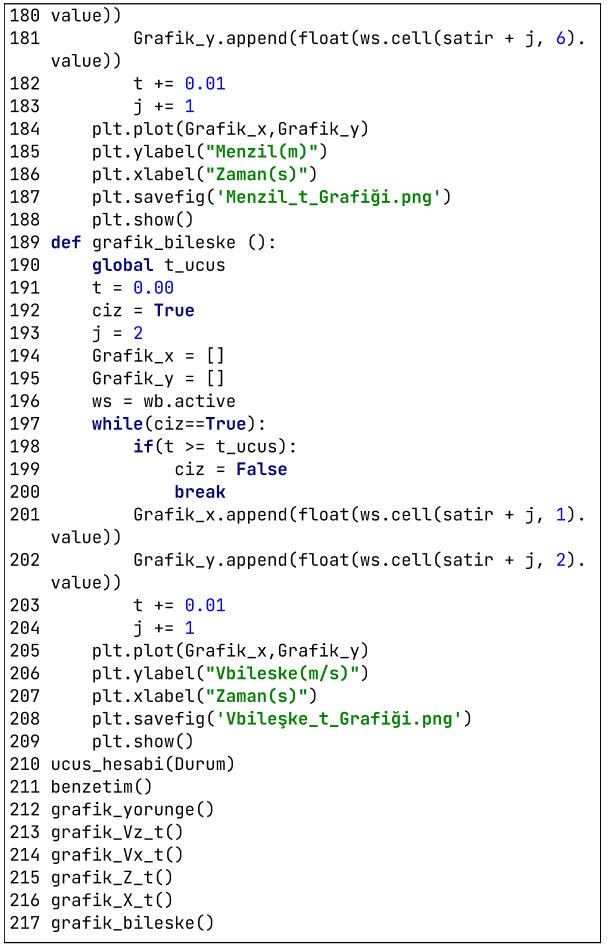 180 value))
181         Grafik_y.append(float(ws.cell(satir + j, 6).
    value))
182         t += 0.01
183         j += 1
184     plt.plot(Grafik_x,Grafik_y)
185     plt.ylabel("Menzil(m)")
186     plt.xlabel("Zaman(s)")
187     plt.savefig('Menzil_t_Grafiği.png')
188     plt.show()
189 def grafik_bileske ():
190     global t_ucus
191     t = 0.00
192     ciz = True
193     j = 2
194     Grafik_x = []
195     Grafik_y = []
196     ws = wb.active
197     while(ciz==True):
198         if(t >= t_ucus):
199             ciz = False
200             break
201         Grafik_x.append(float(ws.cell(satir + j, 1).
    value))
202         Grafik_y.append(float(ws.cell(satir + j, 2).
    value))
203         t += 0.01
204         j += 1
205     plt.plot(Grafik_x,Grafik_y)
206     plt.ylabel("Vbileske(m/s)")
207     plt.xlabel("Zaman(s)")
208     plt.savefig('Vbileşke_t_Grafiği.png')
209     plt.show()
210 ucus_hesabi(Durum)
211 benzetim()
212 grafik_yorunge()
213 grafik_Vz_t()
214 grafik_Vx_t()
215 grafik_Z_t()
216 grafik_X_t()
217 grafik_bileske()